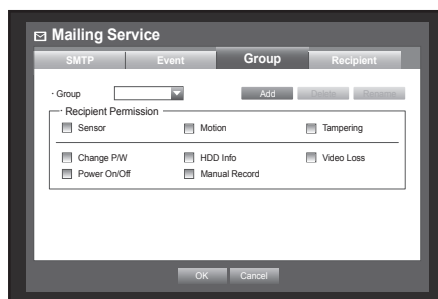 Mailing Service
SMTP Event Group Recipient
· Group Add Delete Rename
· Recipient Permission
Sensor Motion Tampering
Change P/W HDD Info Video Loss
Power On/Off Manual Record
OK Cancel